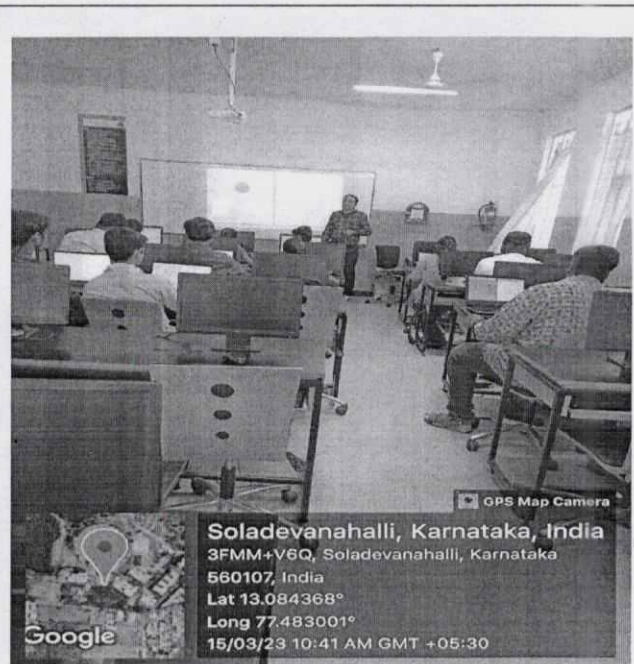 GPS Map Camera
Soladevanahalli, Karnataka, India
3FMM+V6Q, Soladevanahalli, Karnataka
560107, India
Lat 13.084368°
Long 77.483001°
15/03/23 10:41 AM GMT +05:30
Google